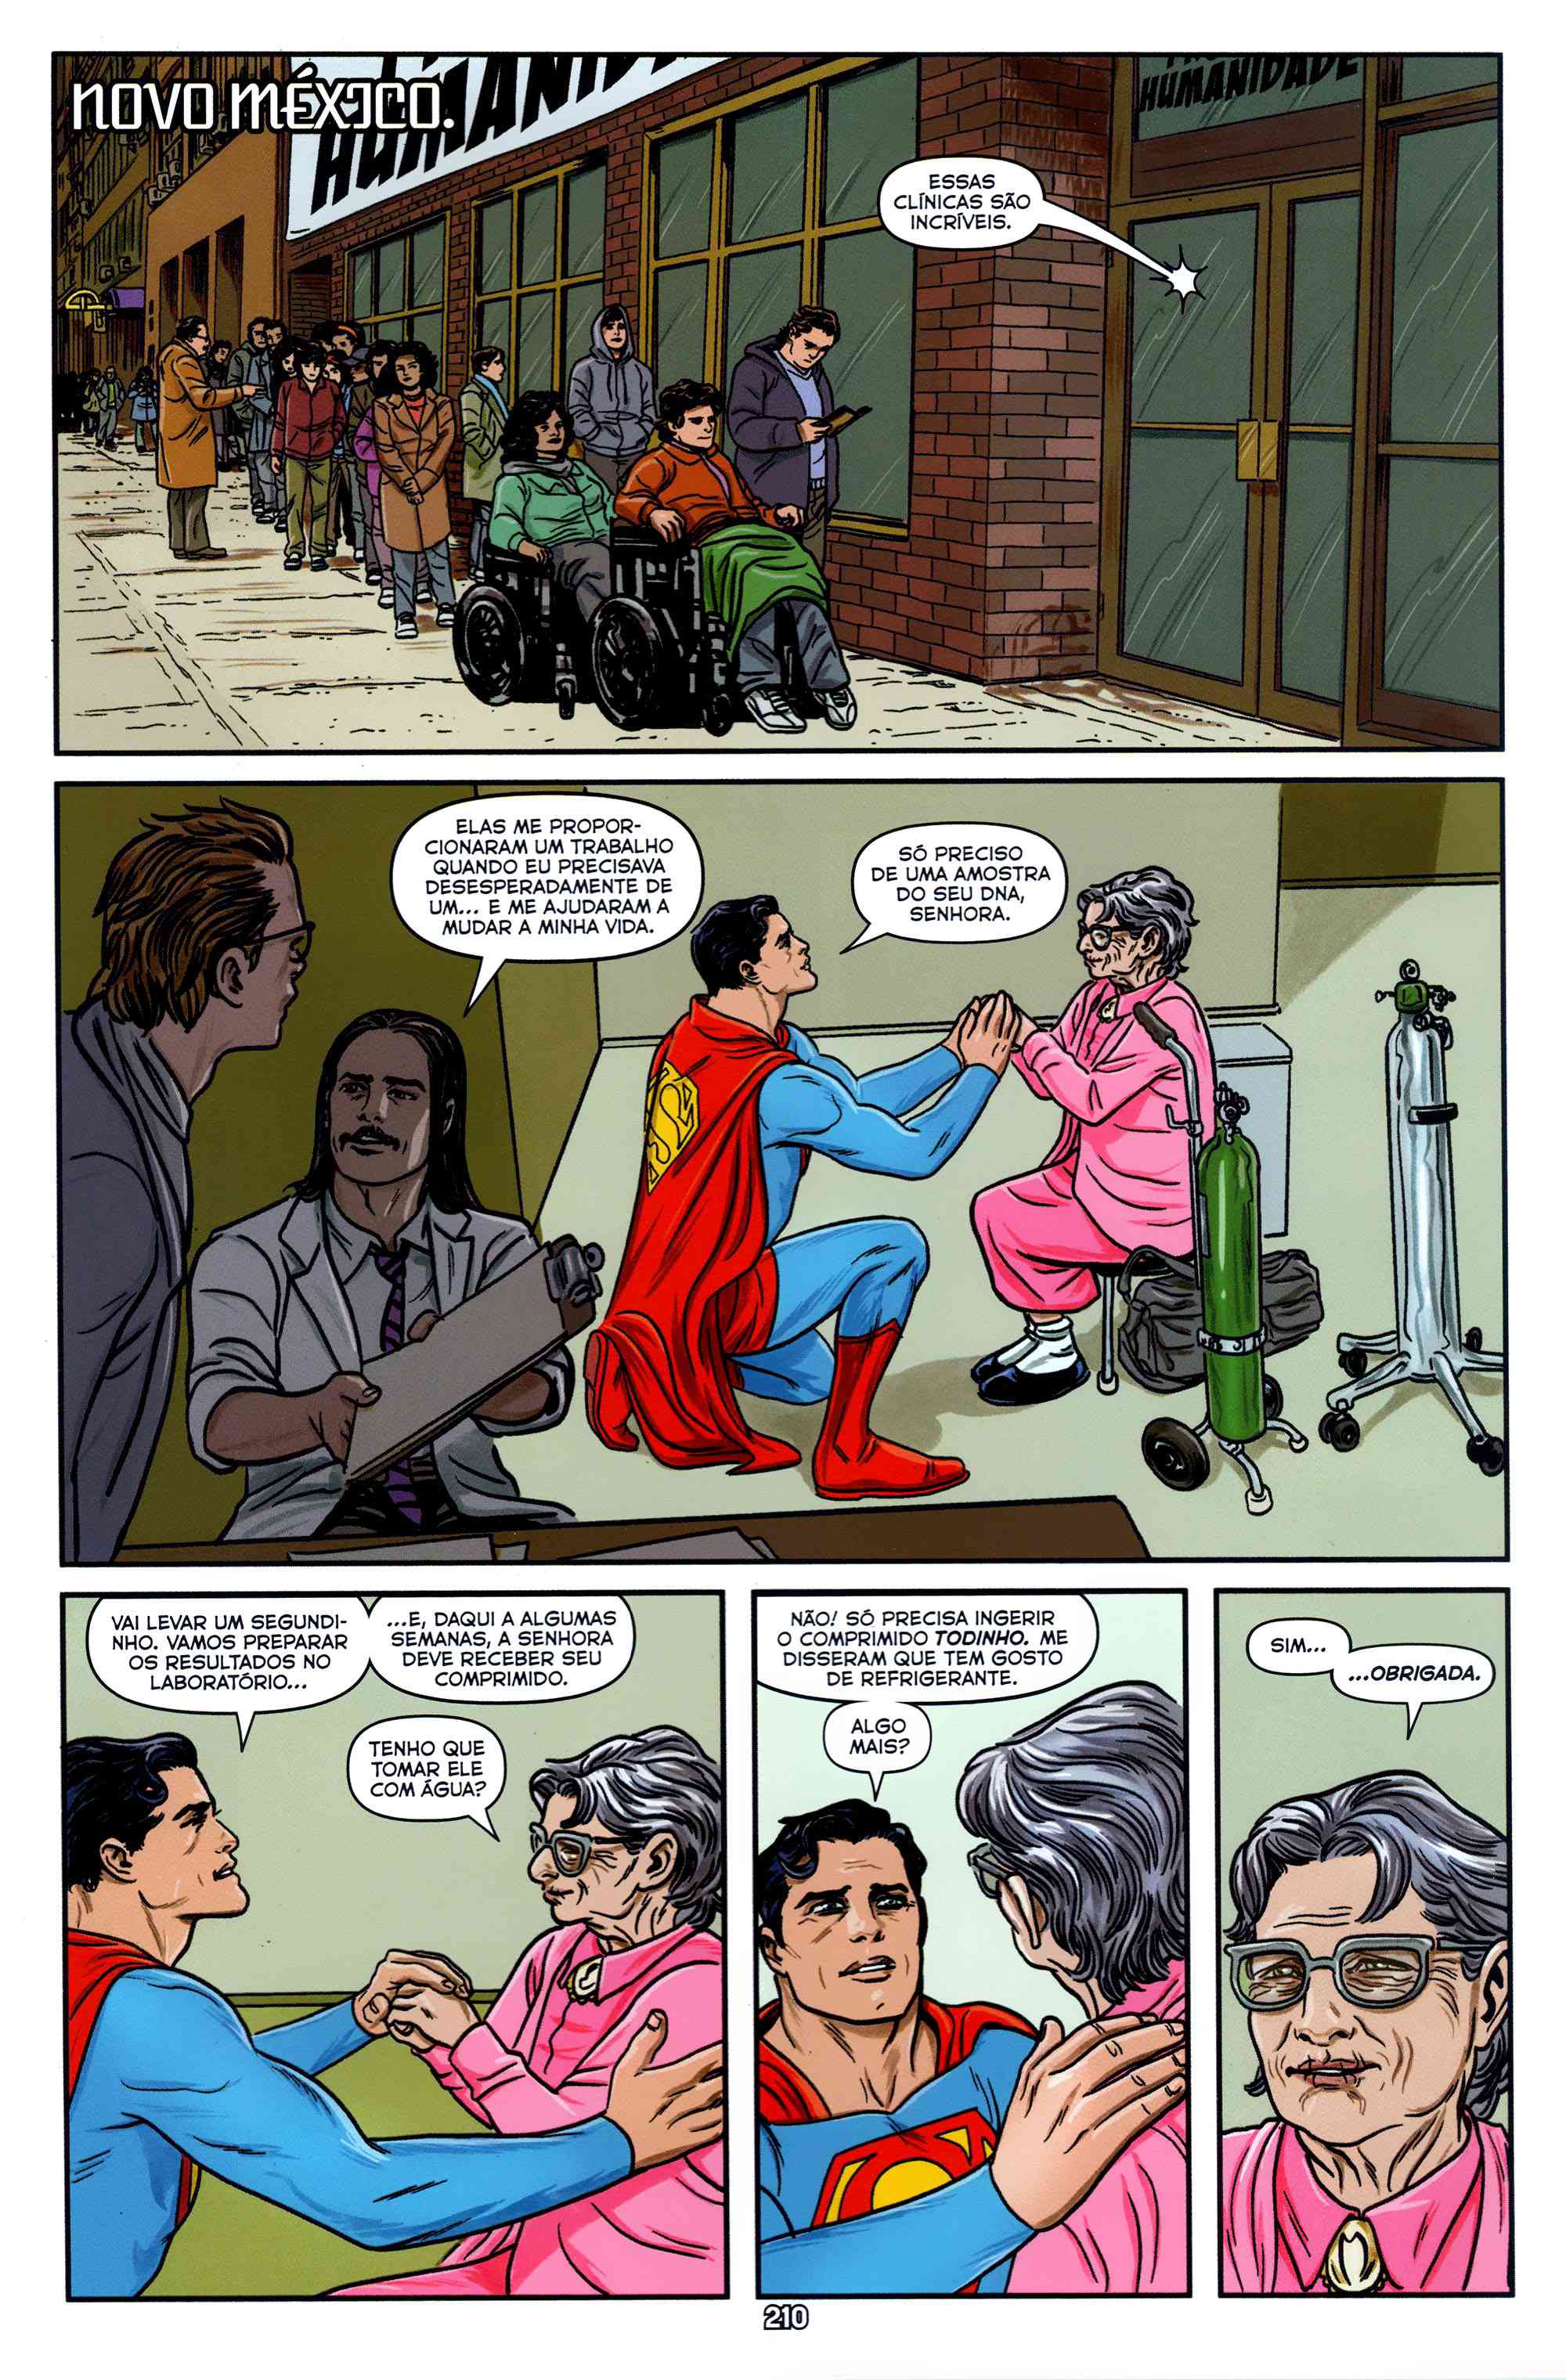 NOVO MÉXICO.
HUMANIDADE
ESSAS
CLÍNICAS SÃO
INCRÍVEIS.
ELAS ME PROPOR-
CIONARAM UM TRABALHO
QUANDO EU PRECISAVA
DESESPERADAMENTE DE
UM... E ME AJUDARAM A
MUDAR A MINHA VIDA.
SÓ PRECISO
DE UMA AMOSTRA
DO SEU DNA,
SENHORA.
VAI LEVAR UM SEGUNDI-
NHO. VAMOS PREPARAR
OS RESULTADOS NO
LABORATÓRIO...
...E, DAQUI A ALGUMAS
SEMANAS, A SENHORA
DEVE RECEBER SEU
COMPRIMIDO.
TENHO QUE
TOMAR ELE
COM ÁGUA?
NÃO! SÓ PRECISA INGERIR
O COMPRIMIDO TODINHO. ME
DISSERAM QUE TEM GOSTO
DE REFRIGERANTE.
ALGO
MAIS?
SIM...
...OBRIGADA.
210